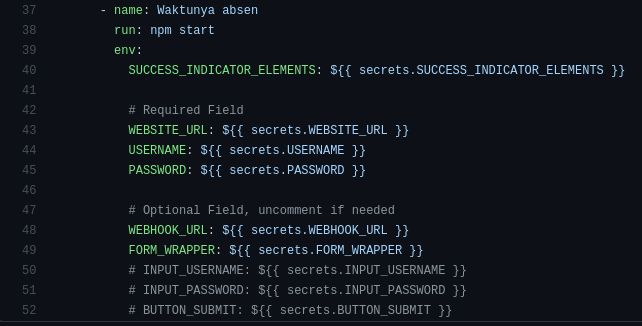 37 - name: Waktunya absen
38 run: npm start
39 env:
40 SUCCESS_INDICATOR_ELEMENTS: ${{ secrets.SUCCESS_INDICATOR_ELEMENTS }}
41
42 # Required Field
43 WEBSITE_URL: ${{ secrets.WEBSITE_URL }}
44 USERNAME: ${{ secrets.USERNAME }}
45 PASSWORD: ${{ secrets.PASSWORD }}
46
47 # Optional Field, uncomment if needed
48 WEBHOOK_URL: ${{ secrets.WEBHOOK_URL }}
49 FORM_WRAPPER: ${{ secrets.FORM_WRAPPER }}
50 # INPUT_USERNAME: ${{ secrets.INPUT_USERNAME }}
51 # INPUT_PASSWORD: ${{ secrets.INPUT_PASSWORD }}
52 # BUTTON_SUBMIT: ${{ secrets.BUTTON_SUBMIT }}